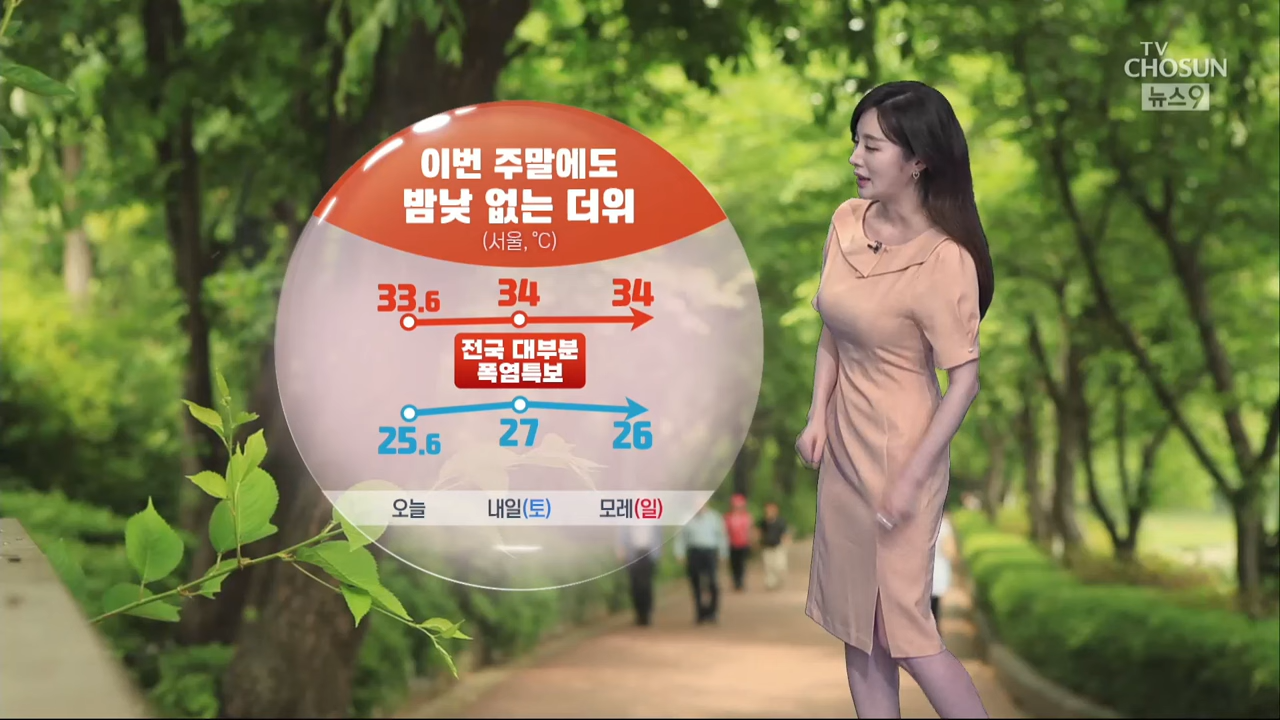 TV
CHOSUN
뉴스9
이번 주말에도
밤낮 없는 더위
(서울, ℃)
33.6 34 34
전국 대부분
폭염특보
25.6 27 26
오늘 내일(토) 모레(일)